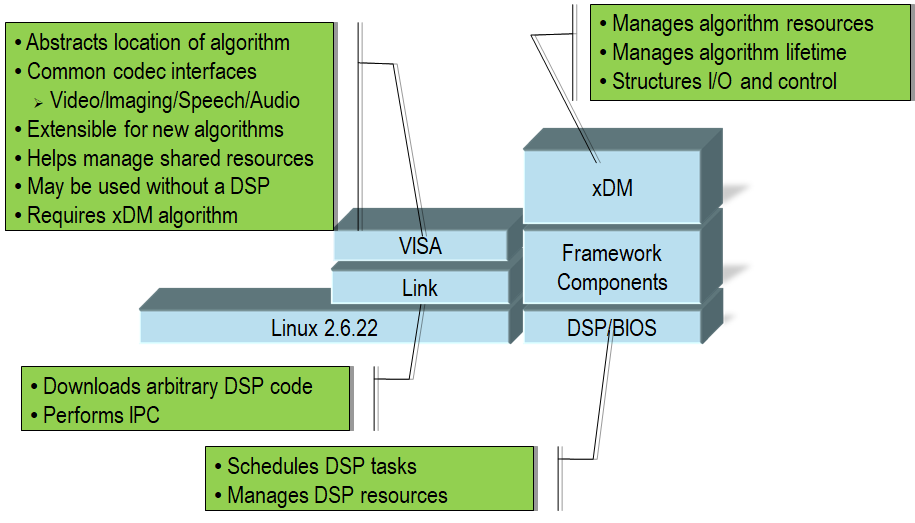 • Abstracts location of algorithm
• Common codec interfaces
➢ Video/Imaging/Speech/Audio
• Extensible for new algorithms
• Helps manage shared resources
• May be used without a DSP
• Requires xDM algorithm
• Manages algorithm resources
• Manages algorithm lifetime
• Structures I/O and control
xDM
VISA
Framework
Components
Link
Linux 2.6.22
DSP/BIOS
• Downloads arbitrary DSP code
• Performs IPC
• Schedules DSP tasks
• Manages DSP resources